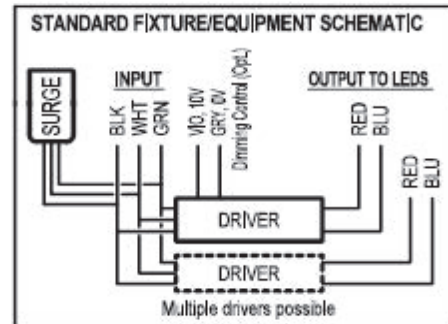 STANDARD FIXTURE/EQUIPMENT SCHEMATIC
SURGE
INPUT
BLK
WHT
GRN
VIO, 10V
GRY, 0V
Dimming Control (Opt.)
OUTPUT TO LEDS
RED
BLU
RED
BLU
DRIVER
DRIVER
Multiple drivers possible